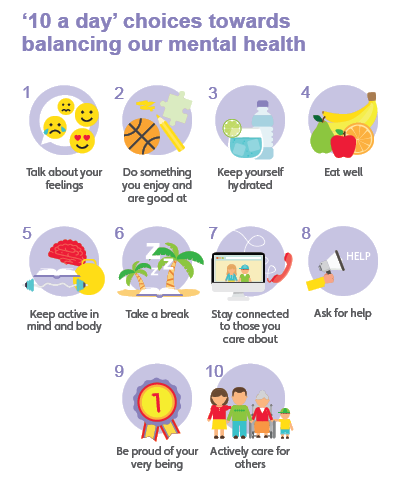 ‘10 a day’ choices towards
balancing our mental health
1
Talk about your
feelings
2
Do something
you enjoy and
are good at
3
Keep yourself
hydrated
4
Eat well
5
Keep active in
mind and body
6
Z
Z
Take a break
7
Stay connected
to those you
care about
8
HELP
Ask for help
9
1
Be proud of your
very being
10
Actively care for
others